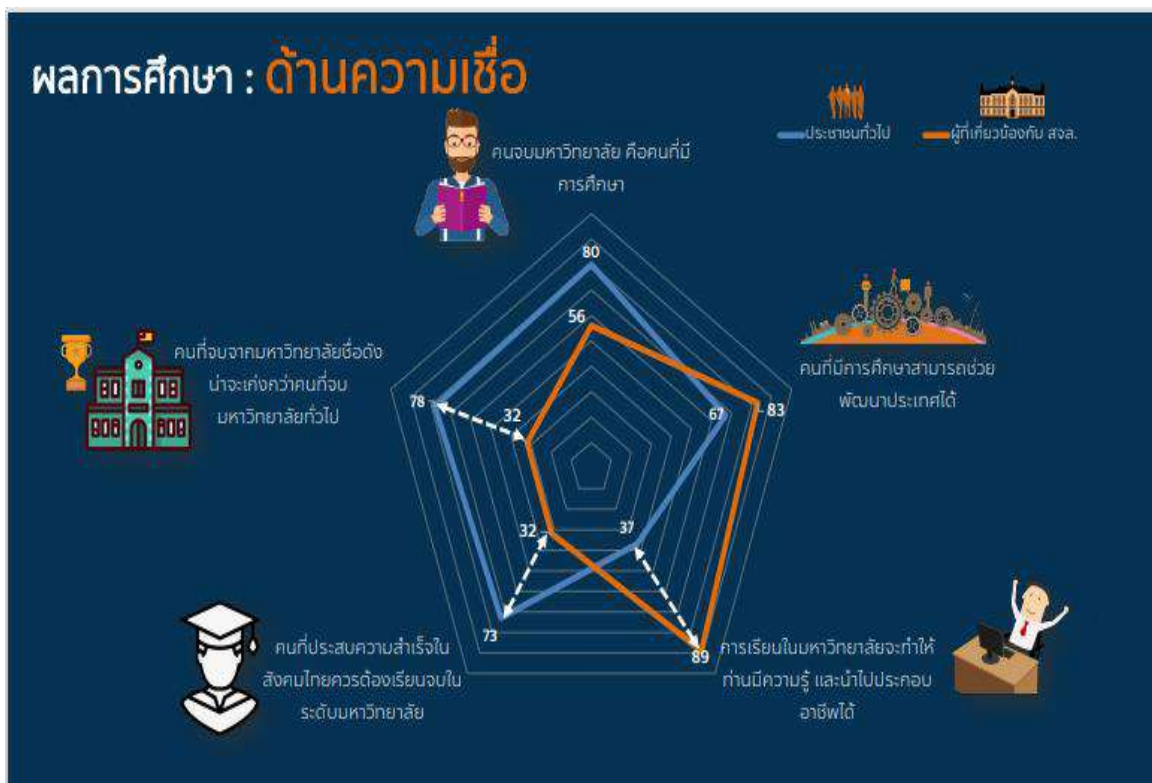 ผลการศึกษา : ด้านความเชื่อ
ประชาชนทั่วไป
ผู้ที่เกี่ยวข้องกับ สจล.
คนจบมหาวิทยาลัย คือคนที่มี
การศึกษา
80
56
คนที่มีการศึกษาสามารถช่วย
พัฒนาประเทศได้
67
83
คนที่จบจากมหาวิทยาลัยชื่อดัง
น่าจะเก่งกว่าคนที่จบ
มหาวิทยาลัยทั่วไป
78
32
32
37
73
89
คนที่ประสบความสำเร็จใน
สังคมไทยควรต้องเรียนจบใน
ระดับมหาวิทยาลัย
การเรียนในมหาวิทยาลัยจะทำให้
ท่านมีความรู้ และนำไปประกอบ
อาชีพได้